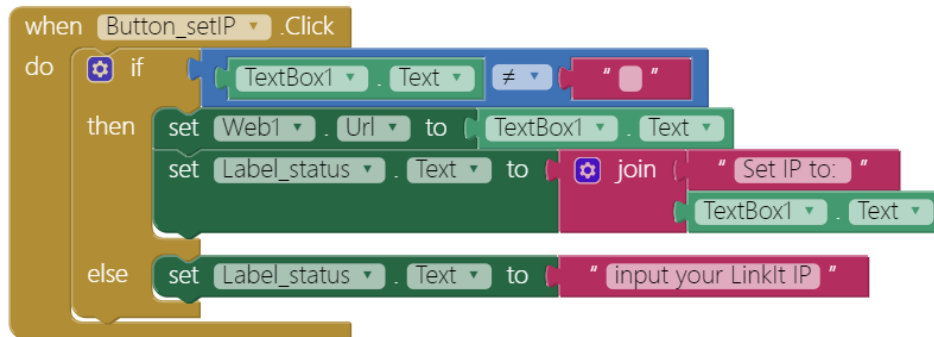 when Button_setIP .Click
do if TextBox1 . Text ≠ " "
then set Web1 . Url to TextBox1 . Text
set Label_status . Text to join " Set IP to: "
TextBox1 . Text
else set Label_status . Text to " input your LinkIt IP "